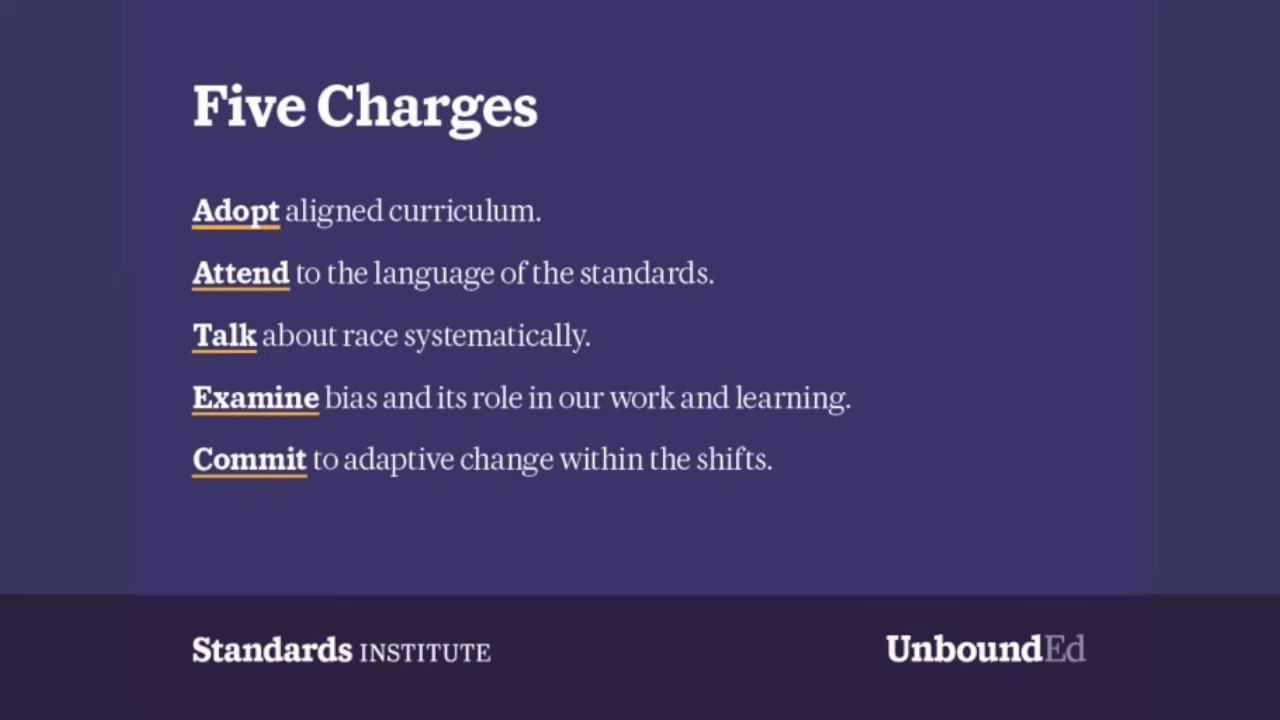 Five Charges
Adopt aligned curriculum.
Attend to the language of the standards.
Talk about race systematically.
Examine bias and its role in our work and learning.
Commit to adaptive change within the shifts.
Standards INSTITUTE
UnboundEd